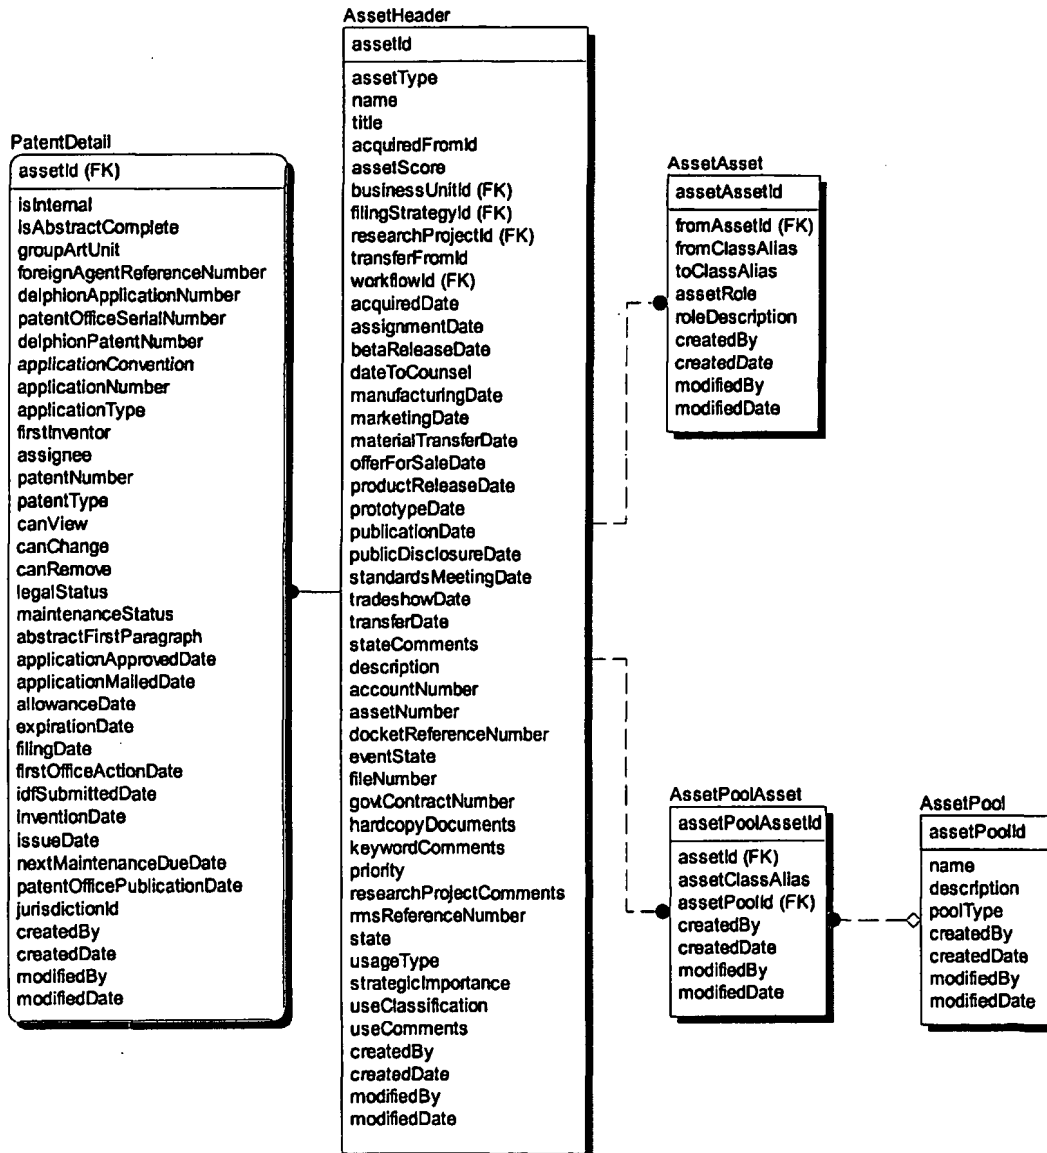 PatentDetail
assetId (FK)
isInternal
isAbstractComplete
groupArtUnit
foreignAgentReferenceNumber
delphionApplicationNumber
patentOfficeSerialNumber
delphionPatentNumber
applicationConvention
applicationNumber
applicationType
firstInventor
assignee
patentNumber
patentType
canView
canChange
canRemove
legalStatus
maintenanceStatus
abstractFirstParagraph
applicationApprovedDate
applicationMailedDate
allowanceDate
expirationDate
filingDate
firstOfficeActionDate
idfSubmittedDate
inventionDate
issueDate
nextMaintenanceDueDate
patentOfficePublicationDate
jurisdictionId
createdBy
createdDate
modifiedBy
modifiedDate
AssetHeader
assetId
assetType
name
title
acquiredFromId
assetScore
businessUnitId (FK)
filingStrategyId (FK)
researchProjectId (FK)
transferFromId
workflowId (FK)
acquiredDate
assignmentDate
betaReleaseDate
dateToCounsel
manufacturingDate
marketingDate
materialTransferDate
offerForSaleDate
productReleaseDate
prototypeDate
publicationDate
publicDisclosureDate
standardsMeetingDate
tradeshowDate
transferDate
stateComments
description
accountNumber
assetNumber
docketReferenceNumber
eventState
fileNumber
govtContractNumber
hardcopyDocuments
keywordComments
priority
researchProjectComments
rmsReferenceNumber
state
usageType
strategicImportance
useClassification
useComments
createdBy
createdDate
modifiedBy
modifiedDate
AssetAsset
assetAssetId
fromAssetId (FK)
fromClassAlias
toClassAlias
assetRole
roleDescription
createdBy
createdDate
modifiedBy
modifiedDate
AssetPoolAsset
assetPoolAssetId
assetId (FK)
assetClassAlias
assetPoolId (FK)
createdBy
createdDate
modifiedBy
modifiedDate
AssetPool
assetPoolId
name
description
poolType
createdBy
createdDate
modifiedBy
modifiedDate